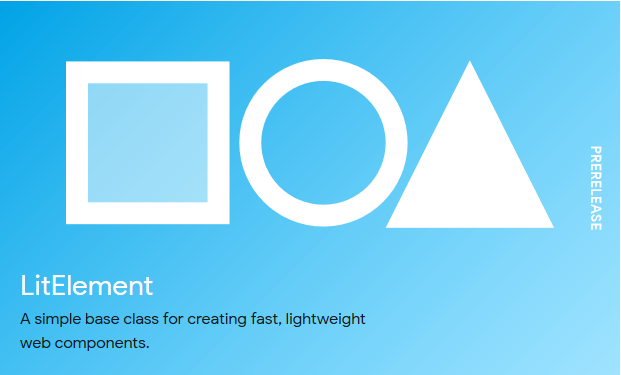 PRERELEASE
LitElement
A simple base class for creating fast, lightweight
web components.